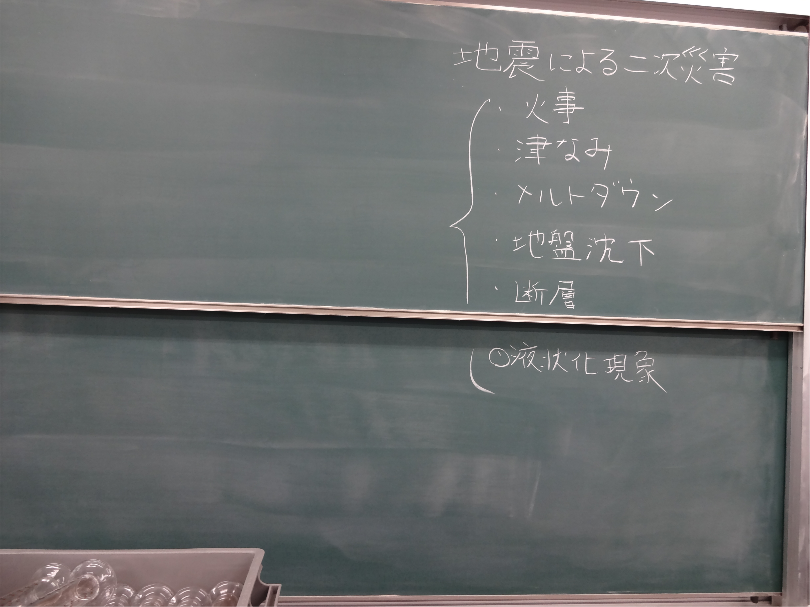 地震による二次災害
・火事
・津なみ
・メルトダウン
・地盤沈下
・断層
○液状化現象